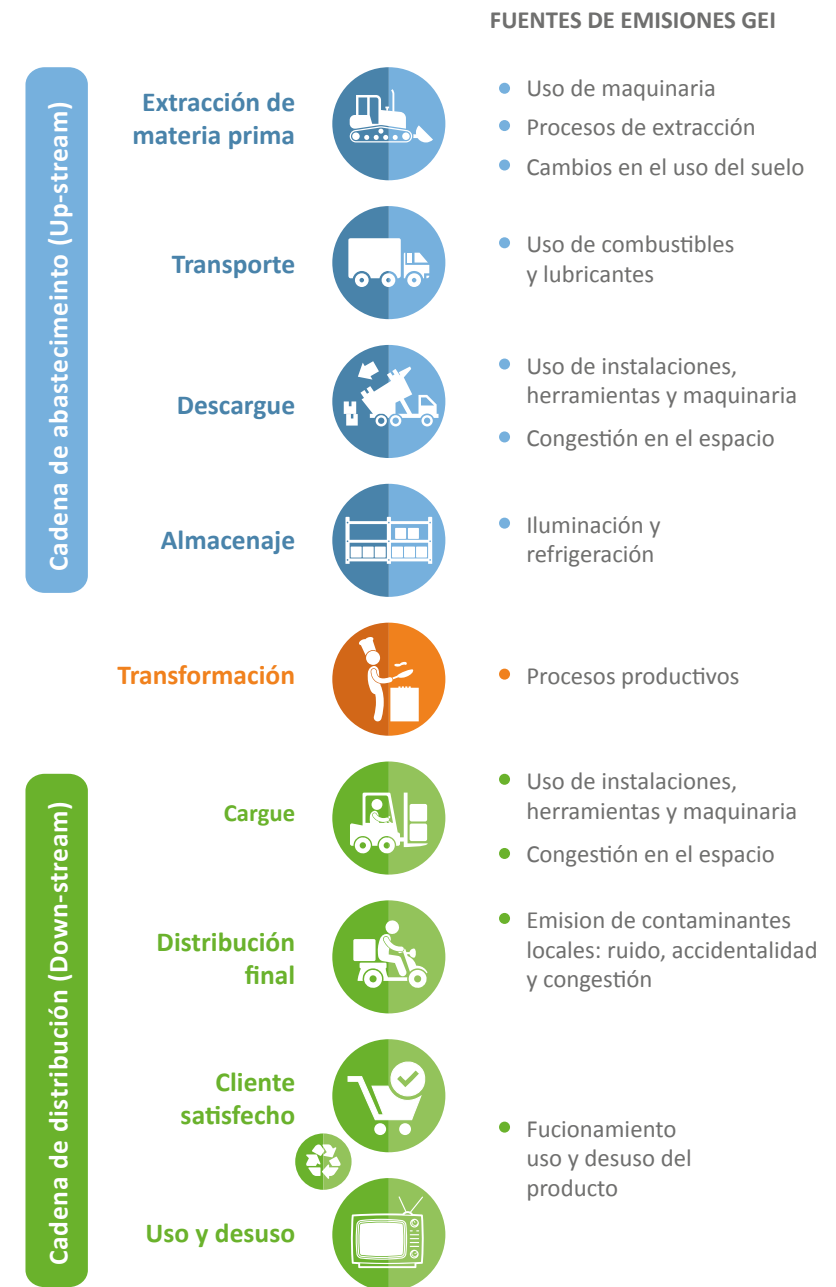 FUENTES DE EMISIONES GEI
Cadena de abastecimeinto (Up-stream)
Extracción de
materia prima
Uso de maquinaria
Procesos de extracción
Cambios en el uso del suelo
Transporte
Uso de combustibles
y lubricantes
Descargue
Uso de instalaciones,
herramientas y maquinaria
Congestión en el espacio
Almacenaje
Iluminación y
refrigeración
Transformación
Procesos productivos
Cadena de distribución (Down-stream)
Cargue
Uso de instalaciones,
herramientas y maquinaria
Congestión en el espacio
Distribución
final
Emision de contaminantes
locales: ruido, accidentalidad
y congestión
Cliente
satisfecho
Fucionamiento
uso y desuso del
producto
Uso y desuso